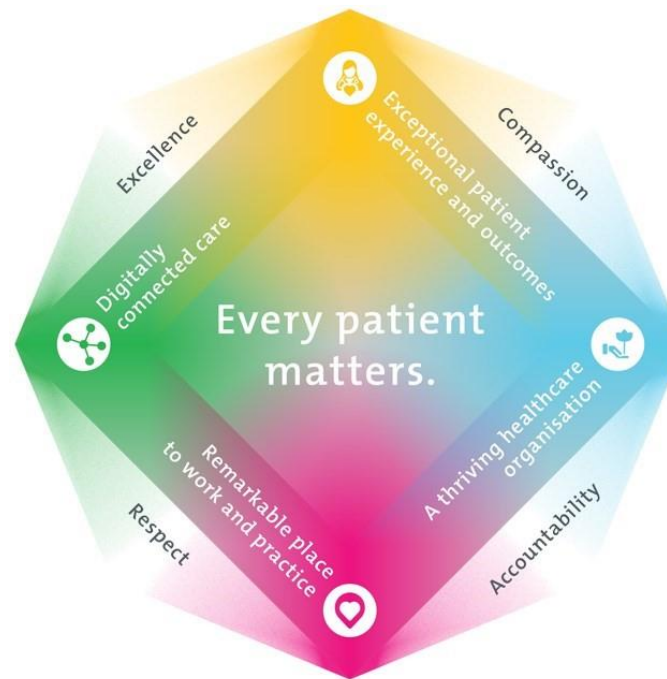 Excellence
Compassion
Exceptional patient
experience and outcomes
Digitally
connected care
Every patient
matters.
A thriving healthcare
organisation
Remarkable place
to work and practice
Respect
Accountability